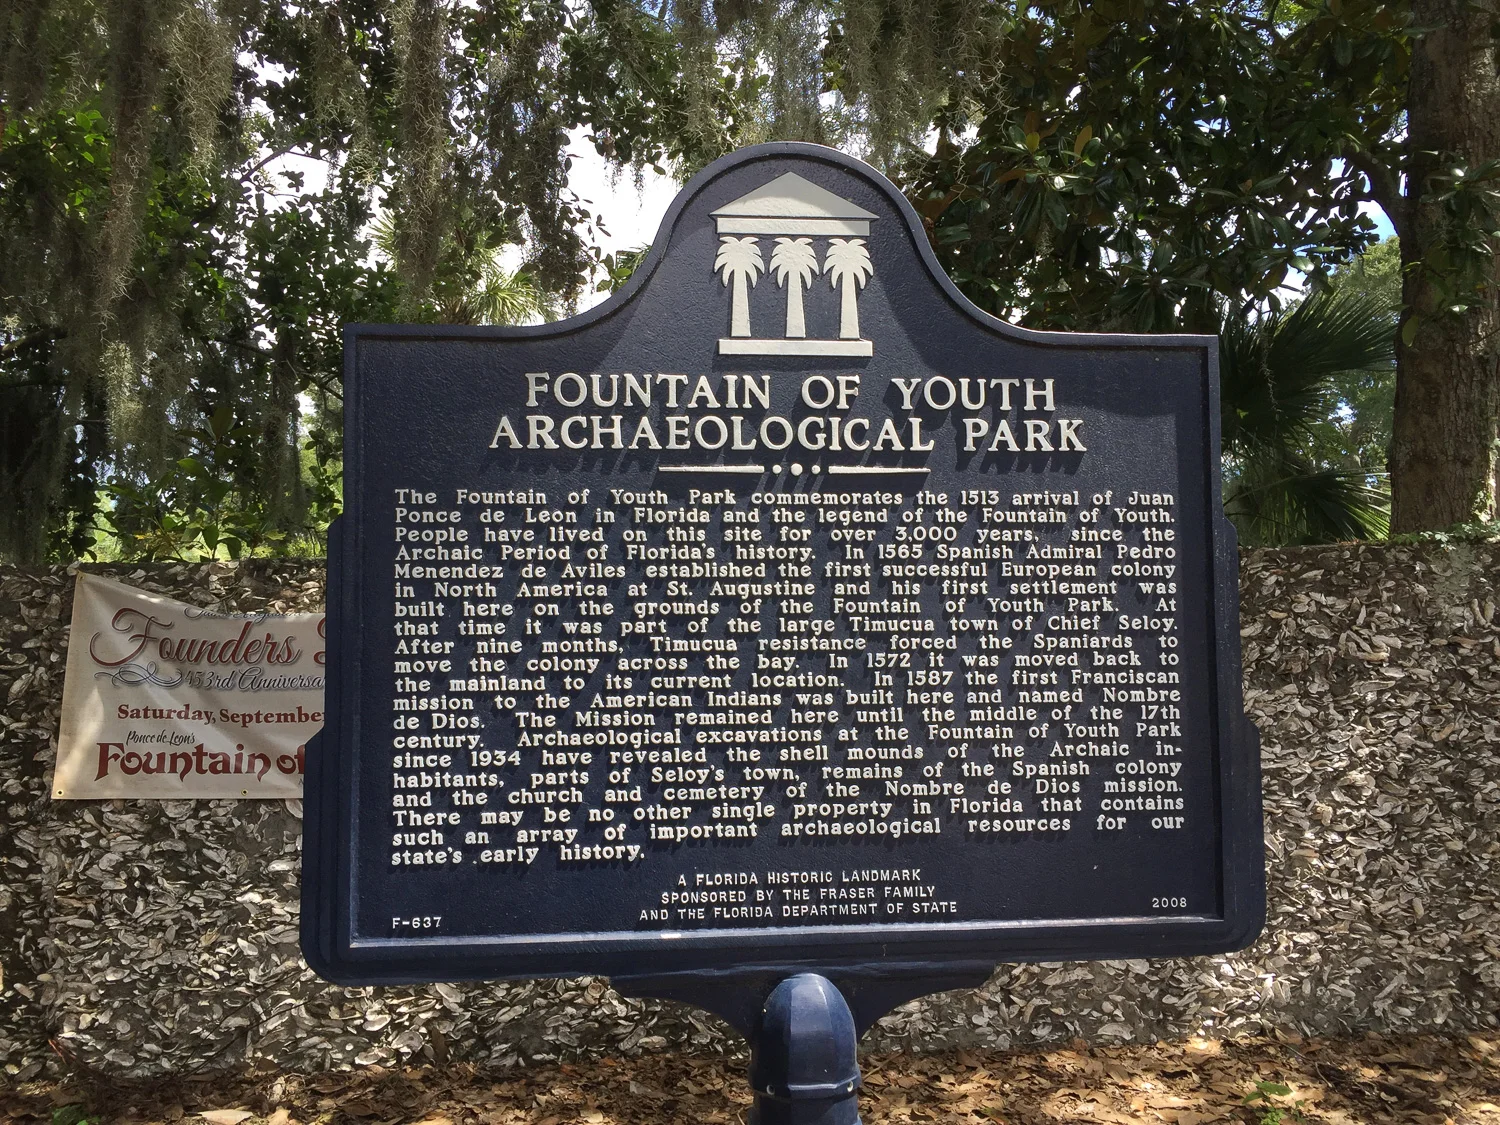 FOUNTAIN OF YOUTH
ARCHAEOLOGICAL PARK
The Fountain of Youth Park commemorates the 1513 arrival of Juan
Ponce de Leon in Florida and the legend of the Fountain of Youth.
People have lived on this site for over 3,000 years, since the
Archaic Period of Florida's history. In 1565 Spanish Admiral Pedro
Menendez de Aviles established the first successful European colony
in North America at St. Augustine and his first settlement was
built here on the grounds of the Fountain of Youth Park. At
that time it was part of the large Timucua town of Chief Seloy.
After nine months, Timucua resistance forced the Spaniards to
move the colony across the bay. In 1572 it was moved back to
the mainland to its current location. In 1587 the first Franciscan
mission to the American Indians was built here and named Nombre
de Dios. The Mission remained here until the middle of the 17th
century. Archaeological excavations at the Fountain of Youth Park
since 1934 have revealed the shell mounds of the Archaic in-
habitants, parts of Seloy's town, remains of the Spanish colony
and the church and cemetery of the Nombre de Dios mission.
There may be no other single property in Florida that contains
such an array of important archaeological resources for our
state's early history.
A FLORIDA HISTORIC LANDMARK
SPONSORED BY THE FRASER FAMILY
AND THE FLORIDA DEPARTMENT OF STATE
F-637
2008
Founders
453rd Anniversar
Saturday, September
Ponce de Leon's
Fountain of